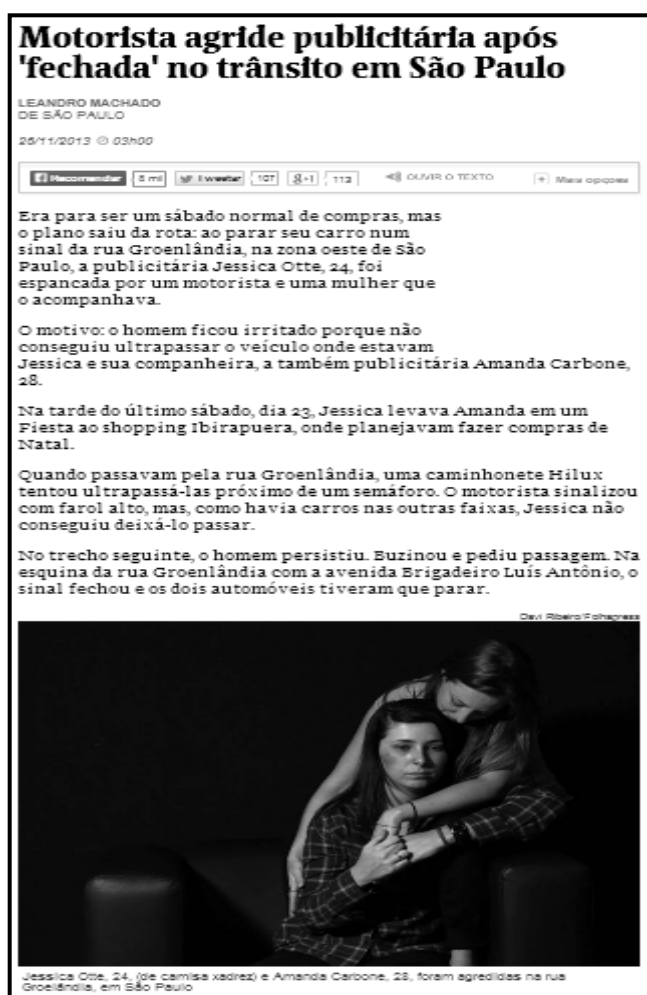 Motorista agride publicitária após
'fechada' no trânsito em São Paulo
LEANDRO MACHADO
DE SÃO PAULO
26/11/2013 03h00
Recomendar 8 mil Tweetar 107 g+1 113 OUVIR O TEXTO + Mais opções
Era para ser um sábado normal de compras, mas
o plano saiu da rota: ao parar seu carro num
sinal da rua Groenlândia, na zona oeste de São
Paulo, a publicitária Jessica Otte, 24, foi
espancada por um motorista e uma mulher que
o acompanhava.
O motivo: o homem ficou irritado porque não
conseguiu ultrapassar o veículo onde estavam
Jessica e sua companheira, a também publicitária Amanda Carbone,
28.
Na tarde do último sábado, dia 23, Jessica levava Amanda em um
Fiesta ao shopping Ibirapuera, onde planejavam fazer compras de
Natal.
Quando passavam pela rua Groenlândia, uma caminhonete Hilux
tentou ultrapassá-las próximo de um semáforo. O motorista sinalizou
com farol alto, mas, como havia carros nas outras faixas, Jessica não
conseguiu deixá-lo passar.
No trecho seguinte, o homem persistiu. Buzinou e pediu passagem. Na
esquina da rua Groenlândia com a avenida Brigadeiro Luís Antônio, o
sinal fechou e os dois automóveis tiveram que parar.
Davi Ribeiro/Folhapress
Jessica Otte, 24, (de camisa xadrez) e Amanda Carbone, 28, foram agredidas na rua
Groelândia, em São Paulo